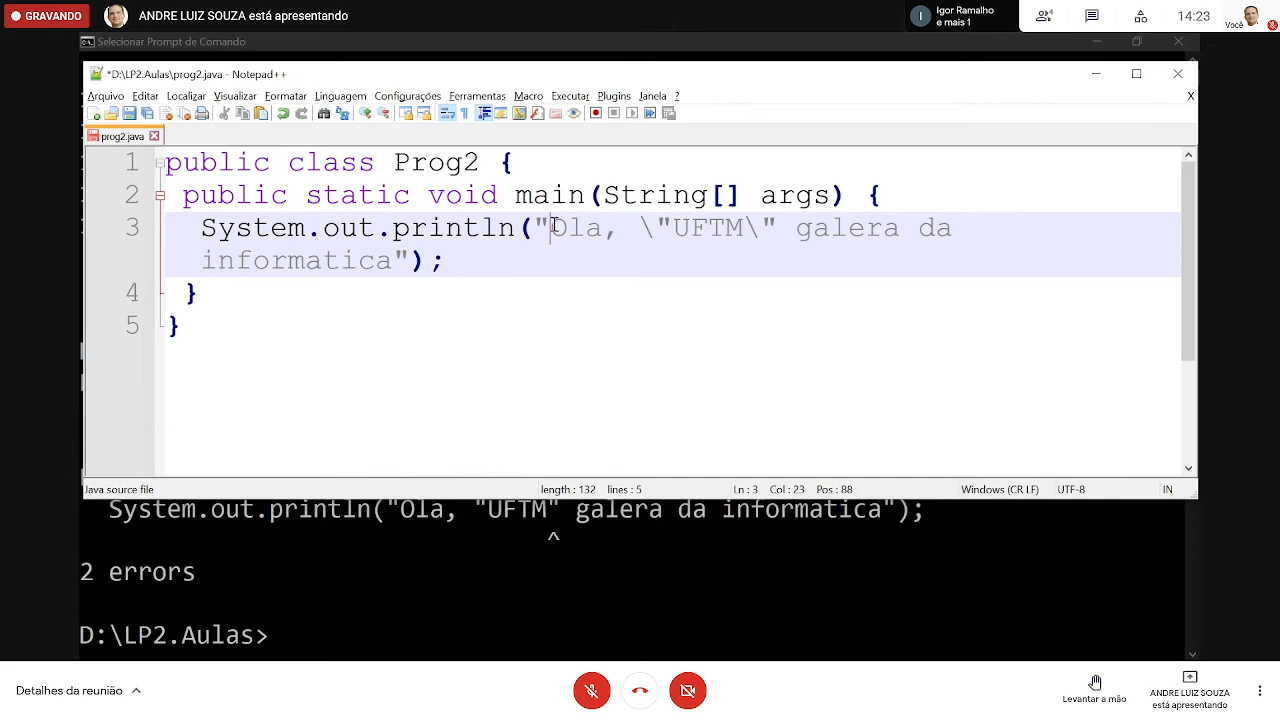 GRAVANDO
ANDRE LUIZ SOUZA está apresentando
I
Igor Ramalho
e mais 1
4
14:23
Você
Selecionar Prompt de Comando
*D:\LP2.Aulas\prog2.java - Notepad++
Arquivo Editar Localizar Visualizar Formatar Linguagem Configurações Ferramentas Macro Executar Plugins Janela ? X
prog2.java
1 public class Prog2 {
2 public static void main(String[] args) {
3 System.out.println("Ola, \"UFTM\" galera da
informatica");
4 }
5 }
Java source file length : 132 lines : 5 Ln : 3 Col : 23 Pos : 88 Windows (CR LF) UTF-8 IN
System.out.println("Ola, "UFTM" galera da informatica");
^
2 errors
D:\LP2.Aulas>
Detalhes da reunião
Levantar a mão
ANDRE LUIZ SOUZA
está apresentando